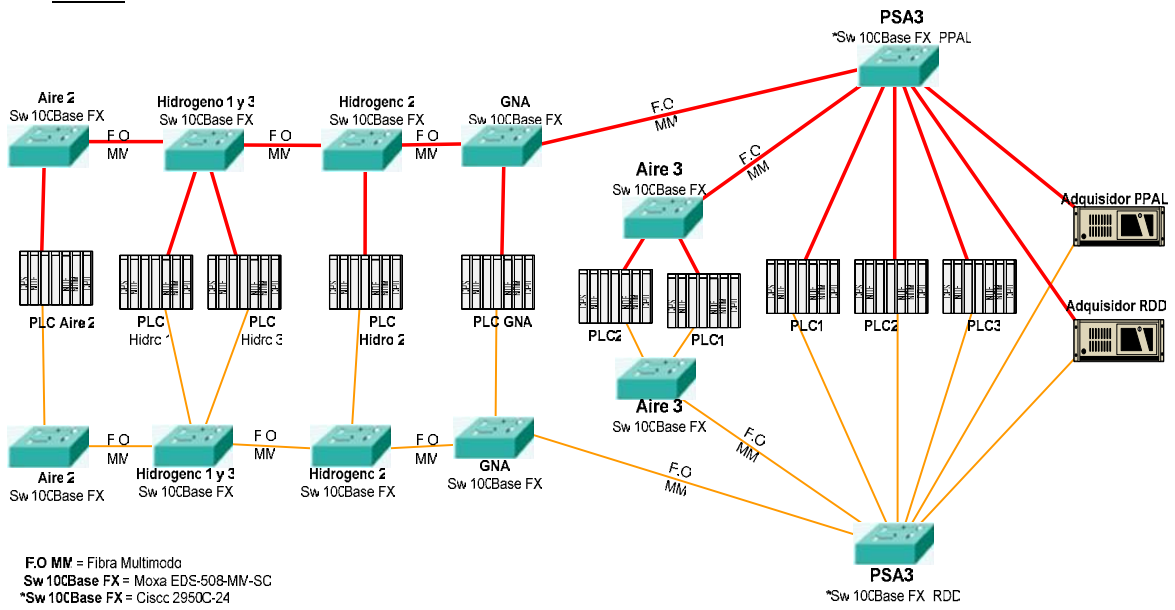 PSA3
*Sw 100Base FX PPAL
Aire 2
Sw 100Base FX
Hidrogeno 1 y 3
Sw 100Base FX
Hidrogenc 2
Sw 100Base FX
GNA
Sw 100Base FX
F.O
MM
F.O
MM
F.O
MM
F.O
MM
F.O
MM
Aire 3
Sw 100Base FX
Adquisidor PPAL
Adquisidor RDD
PLC Aire 2
PLC
Hidrc 1
PLC
Hidrc 3
PLC
Hidro 2
PLC GNA
PLC2
PLC1
PLC1
PLC2
PLC3
Aire 3
Sw 100Base FX
F.O
MM
F.O
MM
F.O
MM
F.O
MM
F.O
MM
Aire 2
Sw 100Base FX
Hidrogenc 1 y 3
Sw 100Base FX
Hidrogenc 2
Sw 100Base FX
GNA
Sw 100Base FX
PSA3
*Sw 100Base FX RDD
F.O MM = Fibra Multimodo
Sw 100Base FX = Moxa EDS-508-MM-SC
*Sw 100Base FX = Cisco 2950C-24